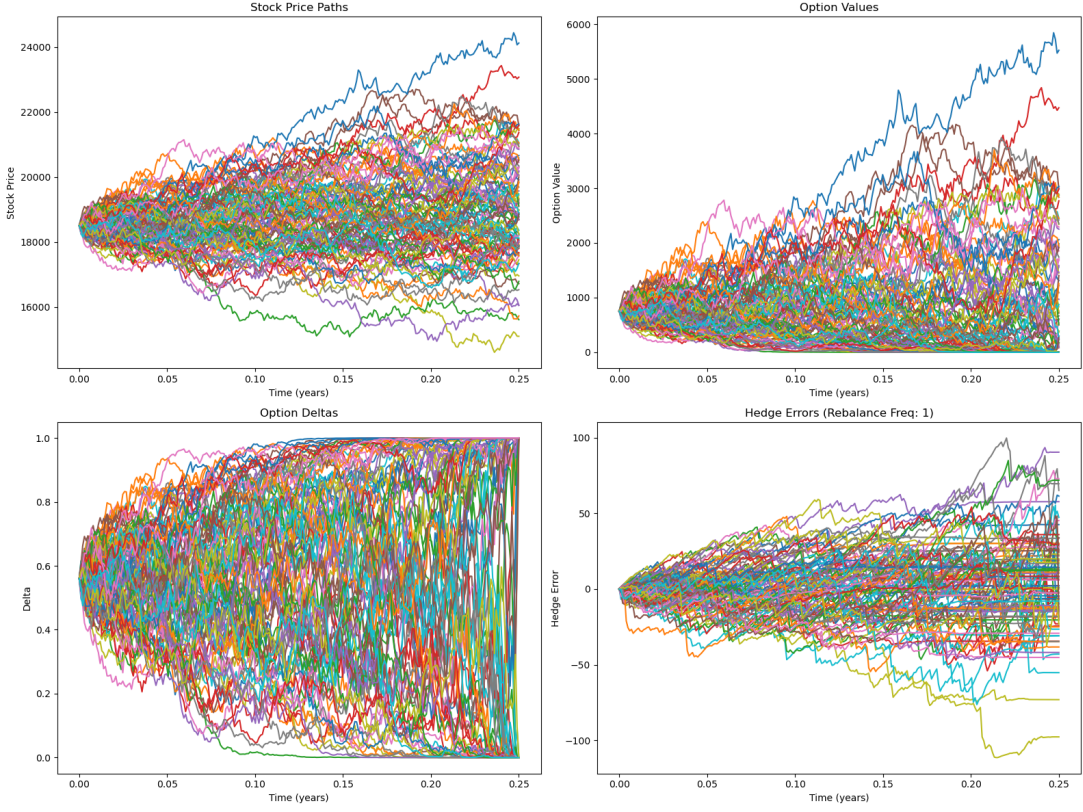 Stock Price Paths
Stock Price
24000
22000
20000
18000
16000
0.00 0.05 0.10 0.15 0.20 0.25
Time (years)
Option Values
Option Value
6000
5000
4000
3000
2000
1000
0
0.00 0.05 0.10 0.15 0.20 0.25
Time (years)
Option Deltas
Delta
1.0
0.8
0.6
0.4
0.2
0.0
0.00 0.05 0.10 0.15 0.20 0.25
Time (years)
Hedge Errors (Rebalance Freq: 1)
Hedge Error
100
50
0
−50
−100
0.00 0.05 0.10 0.15 0.20 0.25
Time (years)